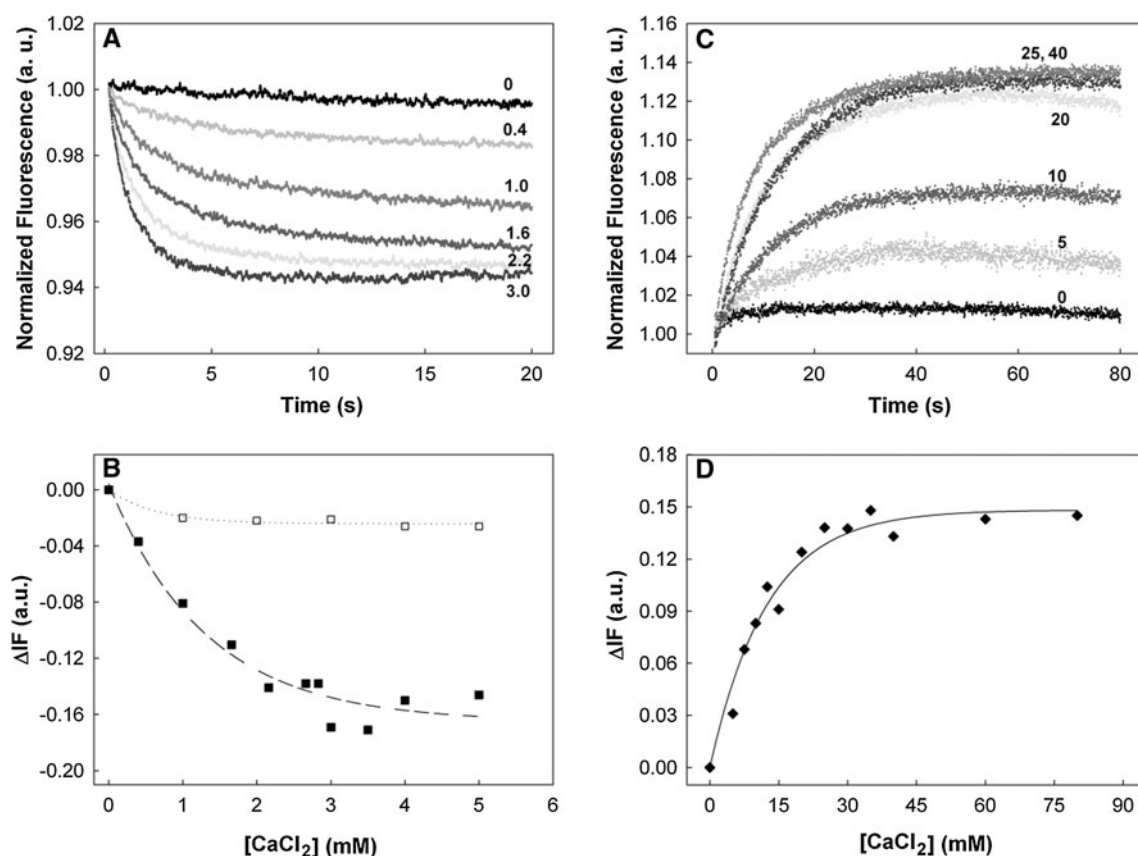 A
Normalized Fluorescence (a. u.)
1.02
1.00
0.98
0.96
0.94
0.92
0
0.4
1.0
1.6
2.2
3.0
0 5 10 15 20
Time (s)
C
Normalized Fluorescence (a. u.)
1.16
1.14
1.12
1.10
1.08
1.06
1.04
1.02
1.00
25, 40
20
10
5
0
0 20 40 60 80
Time (s)
B
ΔIF (a.u.)
0.00
-0.04
-0.08
-0.12
-0.16
-0.20
0 1 2 3 4 5 6
[CaCl₂] (mM)
D
ΔIF (a.u.)
0.18
0.15
0.12
0.09
0.06
0.03
0.00
0 15 30 45 60 75 90
[CaCl₂] (mM)